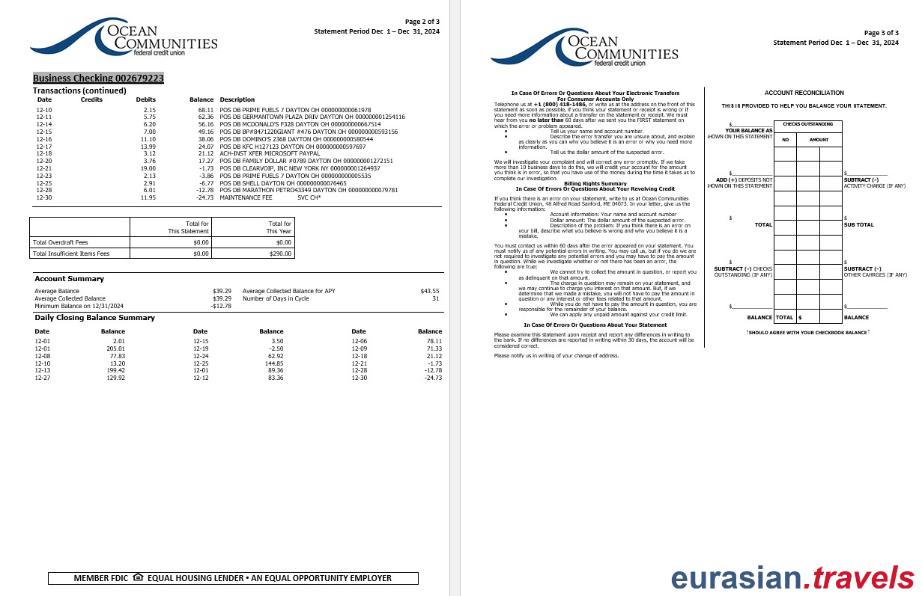 OCEAN
COMMUNITIES
federal credit union
Page 2 of 3
Statement Period Dec 1 – Dec 31, 2024
Business Checking 002679223
Transactions (continued)
Date Credits Debits Balance Description
12-10 2.15 68.11 POS DB PRIME FUELS 7 DAYTON OH 000000000061978
12-11 5.75 62.36 POS DB GERMANTOWN PLAZA DRIV DAYTON OH 00000000001254116
12-14 6.20 56.16 POS DB MCDONALD'S F328 DAYTON OH 0000000000667514
12-15 7.00 49.16 POS DB BP#8471220GIANT #476 DAYTON OH 000000000593156
12-16 11.10 38.06 POS DB DOMINO'S 2368 DAYTON OH 0000000000580544
12-17 13.99 24.07 POS DB KFC H127123 DAYTON OH 0000000000597697
12-18 3.12 21.12 ACH-INST XFER MICROSOFT PAYPAL
12-20 3.76 17.27 POS DB FAMILY DOLLAR #0789 DAYTON OH 00000000001272151
12-21 19.00 -1.73 POS DB CLEARVOIP, INC NEW YORK NY 00000000001264937
12-23 2.13 -3.86 POS DB PRIME FUELS 7 DAYTON OH 0000000000005535
12-25 2.91 -6.77 POS DB SHELL DAYTON OH 0000000000076465
12-28 6.01 -12.78 POS DB MARATHON PETRO43349 DAYTON OH 000000000079781
12-30 11.95 -24.73 MAINTENANCE FEE SVC CH*
Total for
This Statement
Total for
This Year
Total Overdraft Fees $0.00 $0.00
Total Insufficient Items Fees $0.00 $290.00
Account Summary
Average Balance $39.29 Average Collected Balance for APY $43.55
Average Collected Balance $39.29 Number of Days in Cycle 31
Minimum Balance on 12/31/2024 -$12.78
Daily Closing Balance Summary
Date Balance Date Balance Date Balance
12-01 2.01 12-15 3.50 12-06 78.11
12-01 205.01 12-19 -2.50 12-09 71.33
12-08 77.83 12-24 62.92 12-18 21.12
12-10 13.20 12-25 144.85 12-21 -1.73
12-13 199.42 12-01 89.36 12-28 -12.78
12-27 129.92 12-12 83.36 12-30 -24.73
MEMBER FDIC EQUAL HOUSING LENDER • AN EQUAL OPPORTUNITY EMPLOYER
OCEAN
COMMUNITIES
federal credit union
Page 3 of 3
Statement Period Dec 1 – Dec 31, 2024
In Case Of Errors Or Questions About Your Electronic Transfers
For Consumer Accounts Only
Telephone us at +1 (800) 418-1486, or write us at the address on the front of this
statement as soon as possible, if you think your statement or receipt is wrong or if
you need more information about a transfer on the statement or receipt. We must
hear from you no later than 60 days after we sent you the FIRST statement on
which the error or problem appeared.
• Tell us your name and account number.
• Describe the error or the transfer you are unsure about, and explain
as clearly as you can why you believe it is an error or why you need more
information.
• Tell us the dollar amount of the suspected error.
We will investigate your complaint and will correct any error promptly. If we take
more than 10 business days to do this, we will credit your account for the amount
you think is in error, so that you have use of the money during the time it takes us to
complete our investigation.
Billing Rights Summary
In Case Of Errors Or Questions About Your Revolving Credit
If you think there is an error on your statement, write to us at Ocean Communities
Federal Credit Union, 48 Alfred Road Sanford, ME 04073. In your letter, give us the
following information:
• Account information: Your name and account number
• Dollar amount: The dollar amount of the suspected error.
• Description of the problem: If you think there is an error on
your bill, describe what you believe is wrong and why you believe it is a
mistake.
You must contact us within 60 days after the error appeared on your statement. You
must notify us of any potential errors in writing. You may call us, but if you do we are
not required to investigate any potential errors and you may have to pay the amount
in question. While we investigate whether or not there has been an error, the
following are true:
• We cannot try to collect the amount in question, or report you
as delinquent on that amount.
• The charge in question may remain on your statement, and
we may continue to charge you interest on that amount. But, if we
determine that we made a mistake, you will not have to pay the amount in
question or any interest or other fees related to that amount.
• While you do not have to pay the amount in question, you are
responsible for the remainder of your balance.
• We can apply any unpaid amount against your credit limit.
In Case Of Errors Or Questions About Your Statement
Please examine this statement upon receipt and report any differences in writing to
the bank. If no differences are reported in writing within 30 days, the account will be
considered correct.
Please notify us in writing of your change of address.
ACCOUNT RECONCILIATION
THIS IS PROVIDED TO HELP YOU BALANCE YOUR STATEMENT.
CHECKS OUTSTANDING
NO AMOUNT
$
YOUR BALANCE AS
HOWN ON THIS STATEMENT
$
ADD (+) DEPOSITS NOT
HOWN ON THIS STATEMENT
$
SUBTRACT (-)
ACTIVITY CHARGE (IF ANY)
$
TOTAL
$
SUB TOTAL
SUBTRACT (-) CHECKS
OUTSTANDING (IF ANY)
$
SUBTRACT (-)
OTHER CARGES (IF ANY)
$
BALANCE TOTAL $
$
BALANCE
↑SHOULD AGREE WITH YOUR CHECKBOOK BALANCE↑
eurasian.travels